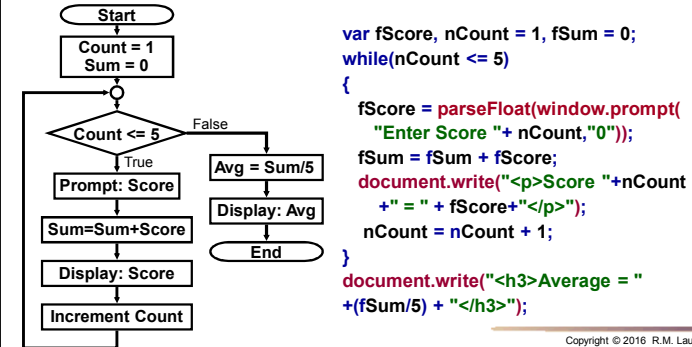 Start
Count = 1
Sum = 0
Count <= 5
False
True
Prompt: Score
Sum=Sum+Score
Display: Score
Increment Count
Avg = Sum/5
Display: Avg
End
var fScore, nCount = 1, fSum = 0;
while(nCount <= 5)
{
fScore = parseFloat(window.prompt(
"Enter Score "+ nCount,"0"));
fSum = fSum + fScore;
document.write("<p>Score "+nCount
+" = " + fScore+"</p>");
nCount = nCount + 1;
}
document.write("<h3>Average = "
+(fSum/5) + "</h3>");
Copyright © 2016 R.M. Lau